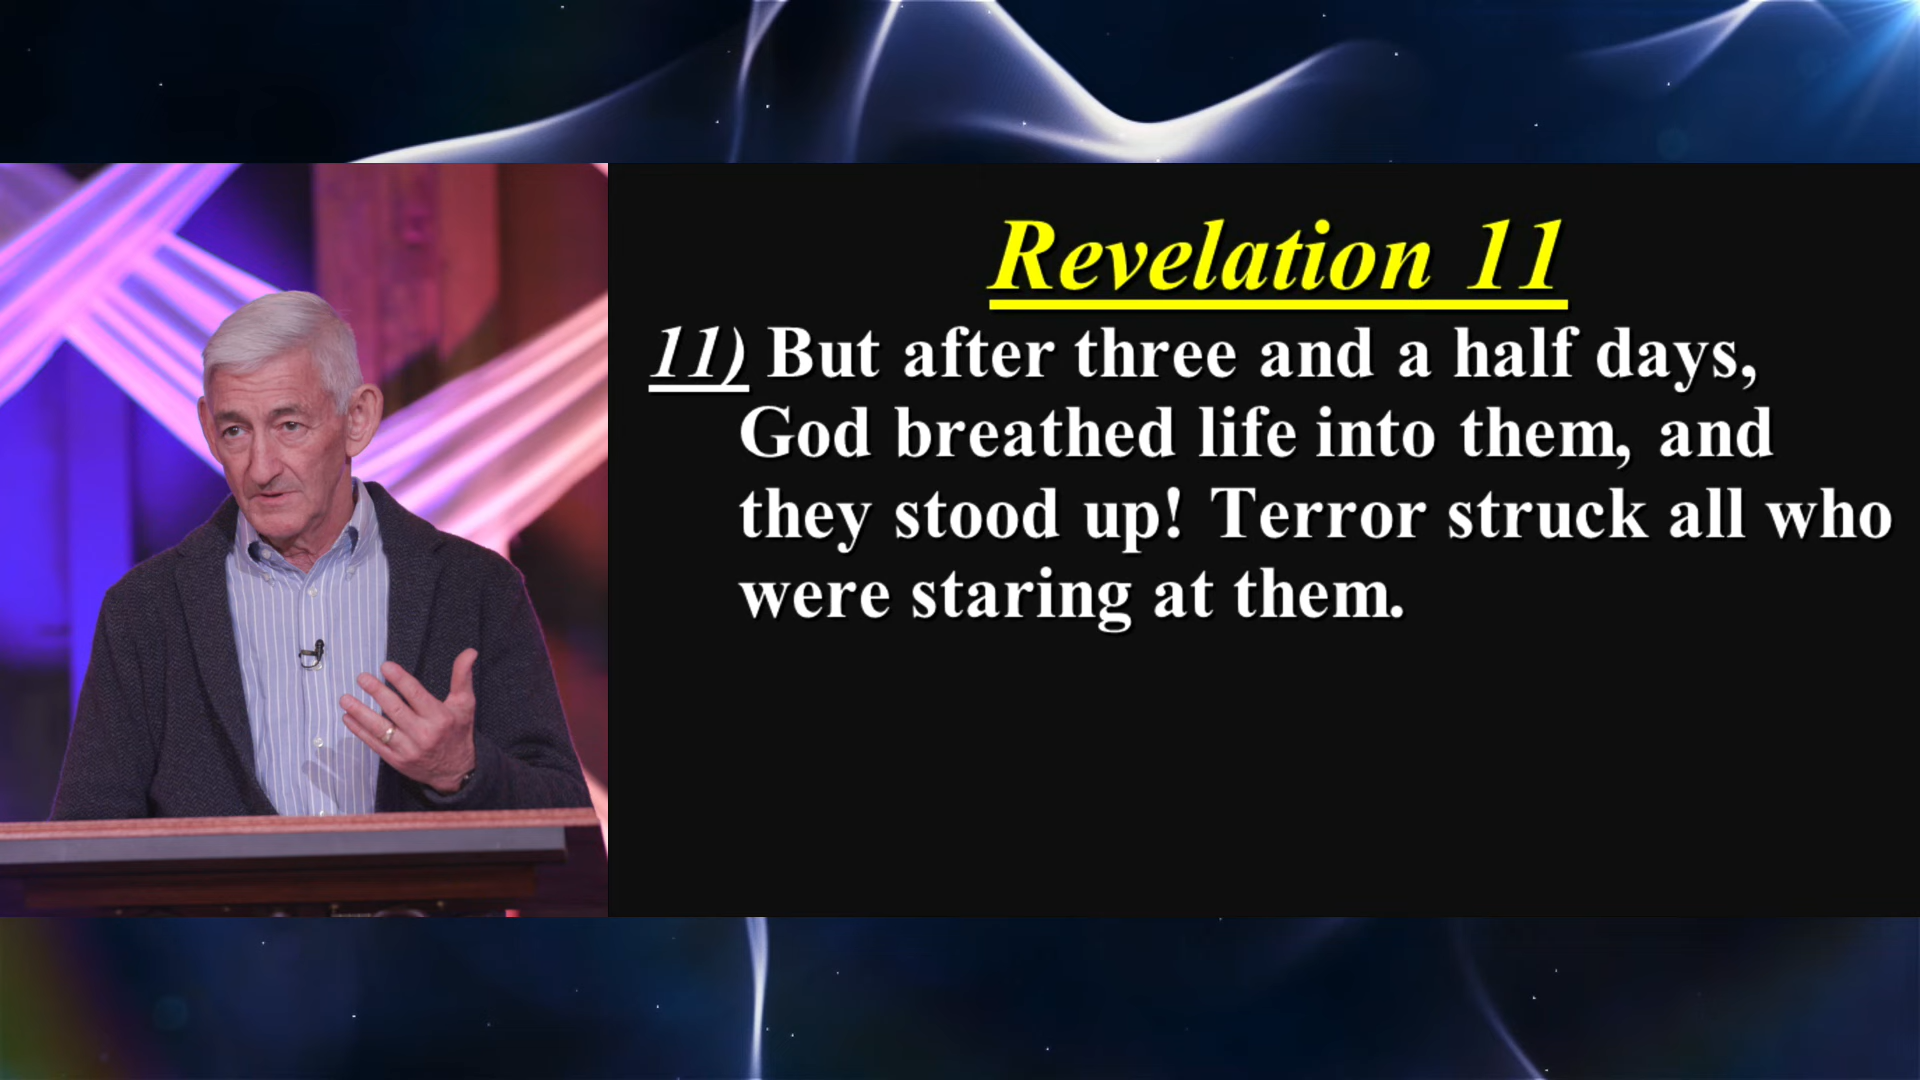 Revelation 11
11) But after three and a half days,
God breathed life into them, and
they stood up! Terror struck all who
were staring at them.